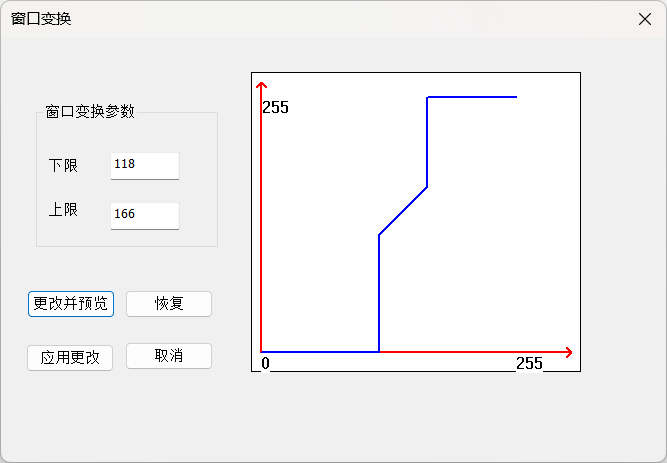 窗口变换
窗口变换参数
下限 118
上限 166
更改并预览 恢复
应用更改 取消
255
0 255